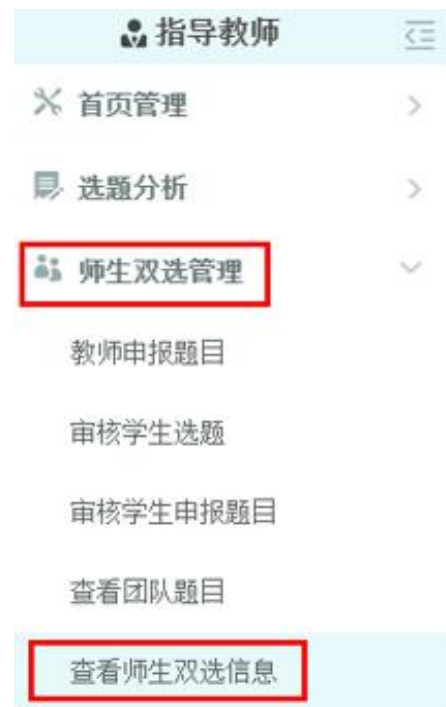 指导教师
首页管理
选题分析
师生双选管理
教师申报题目
审核学生选题
审核学生申报题目
查看团队题目
查看师生双选信息